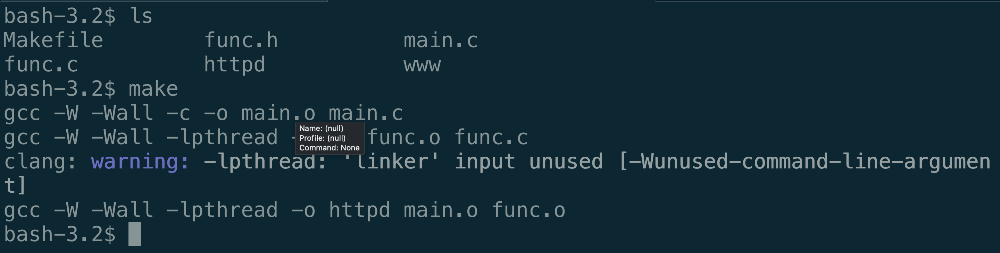 bash-3.2$ ls
Makefile func.h main.c
func.c httpd www
bash-3.2$ make
gcc -W -Wall -c -o main.o main.c
gcc -W -Wall -lpthread - func.o func.c
Name: (null)
Profile: (null)
Command: None
clang: warning: -lpthread: 'linker' input unused [-Wunused-command-line-argumen
t]
gcc -W -Wall -lpthread -o httpd main.o func.o
bash-3.2$